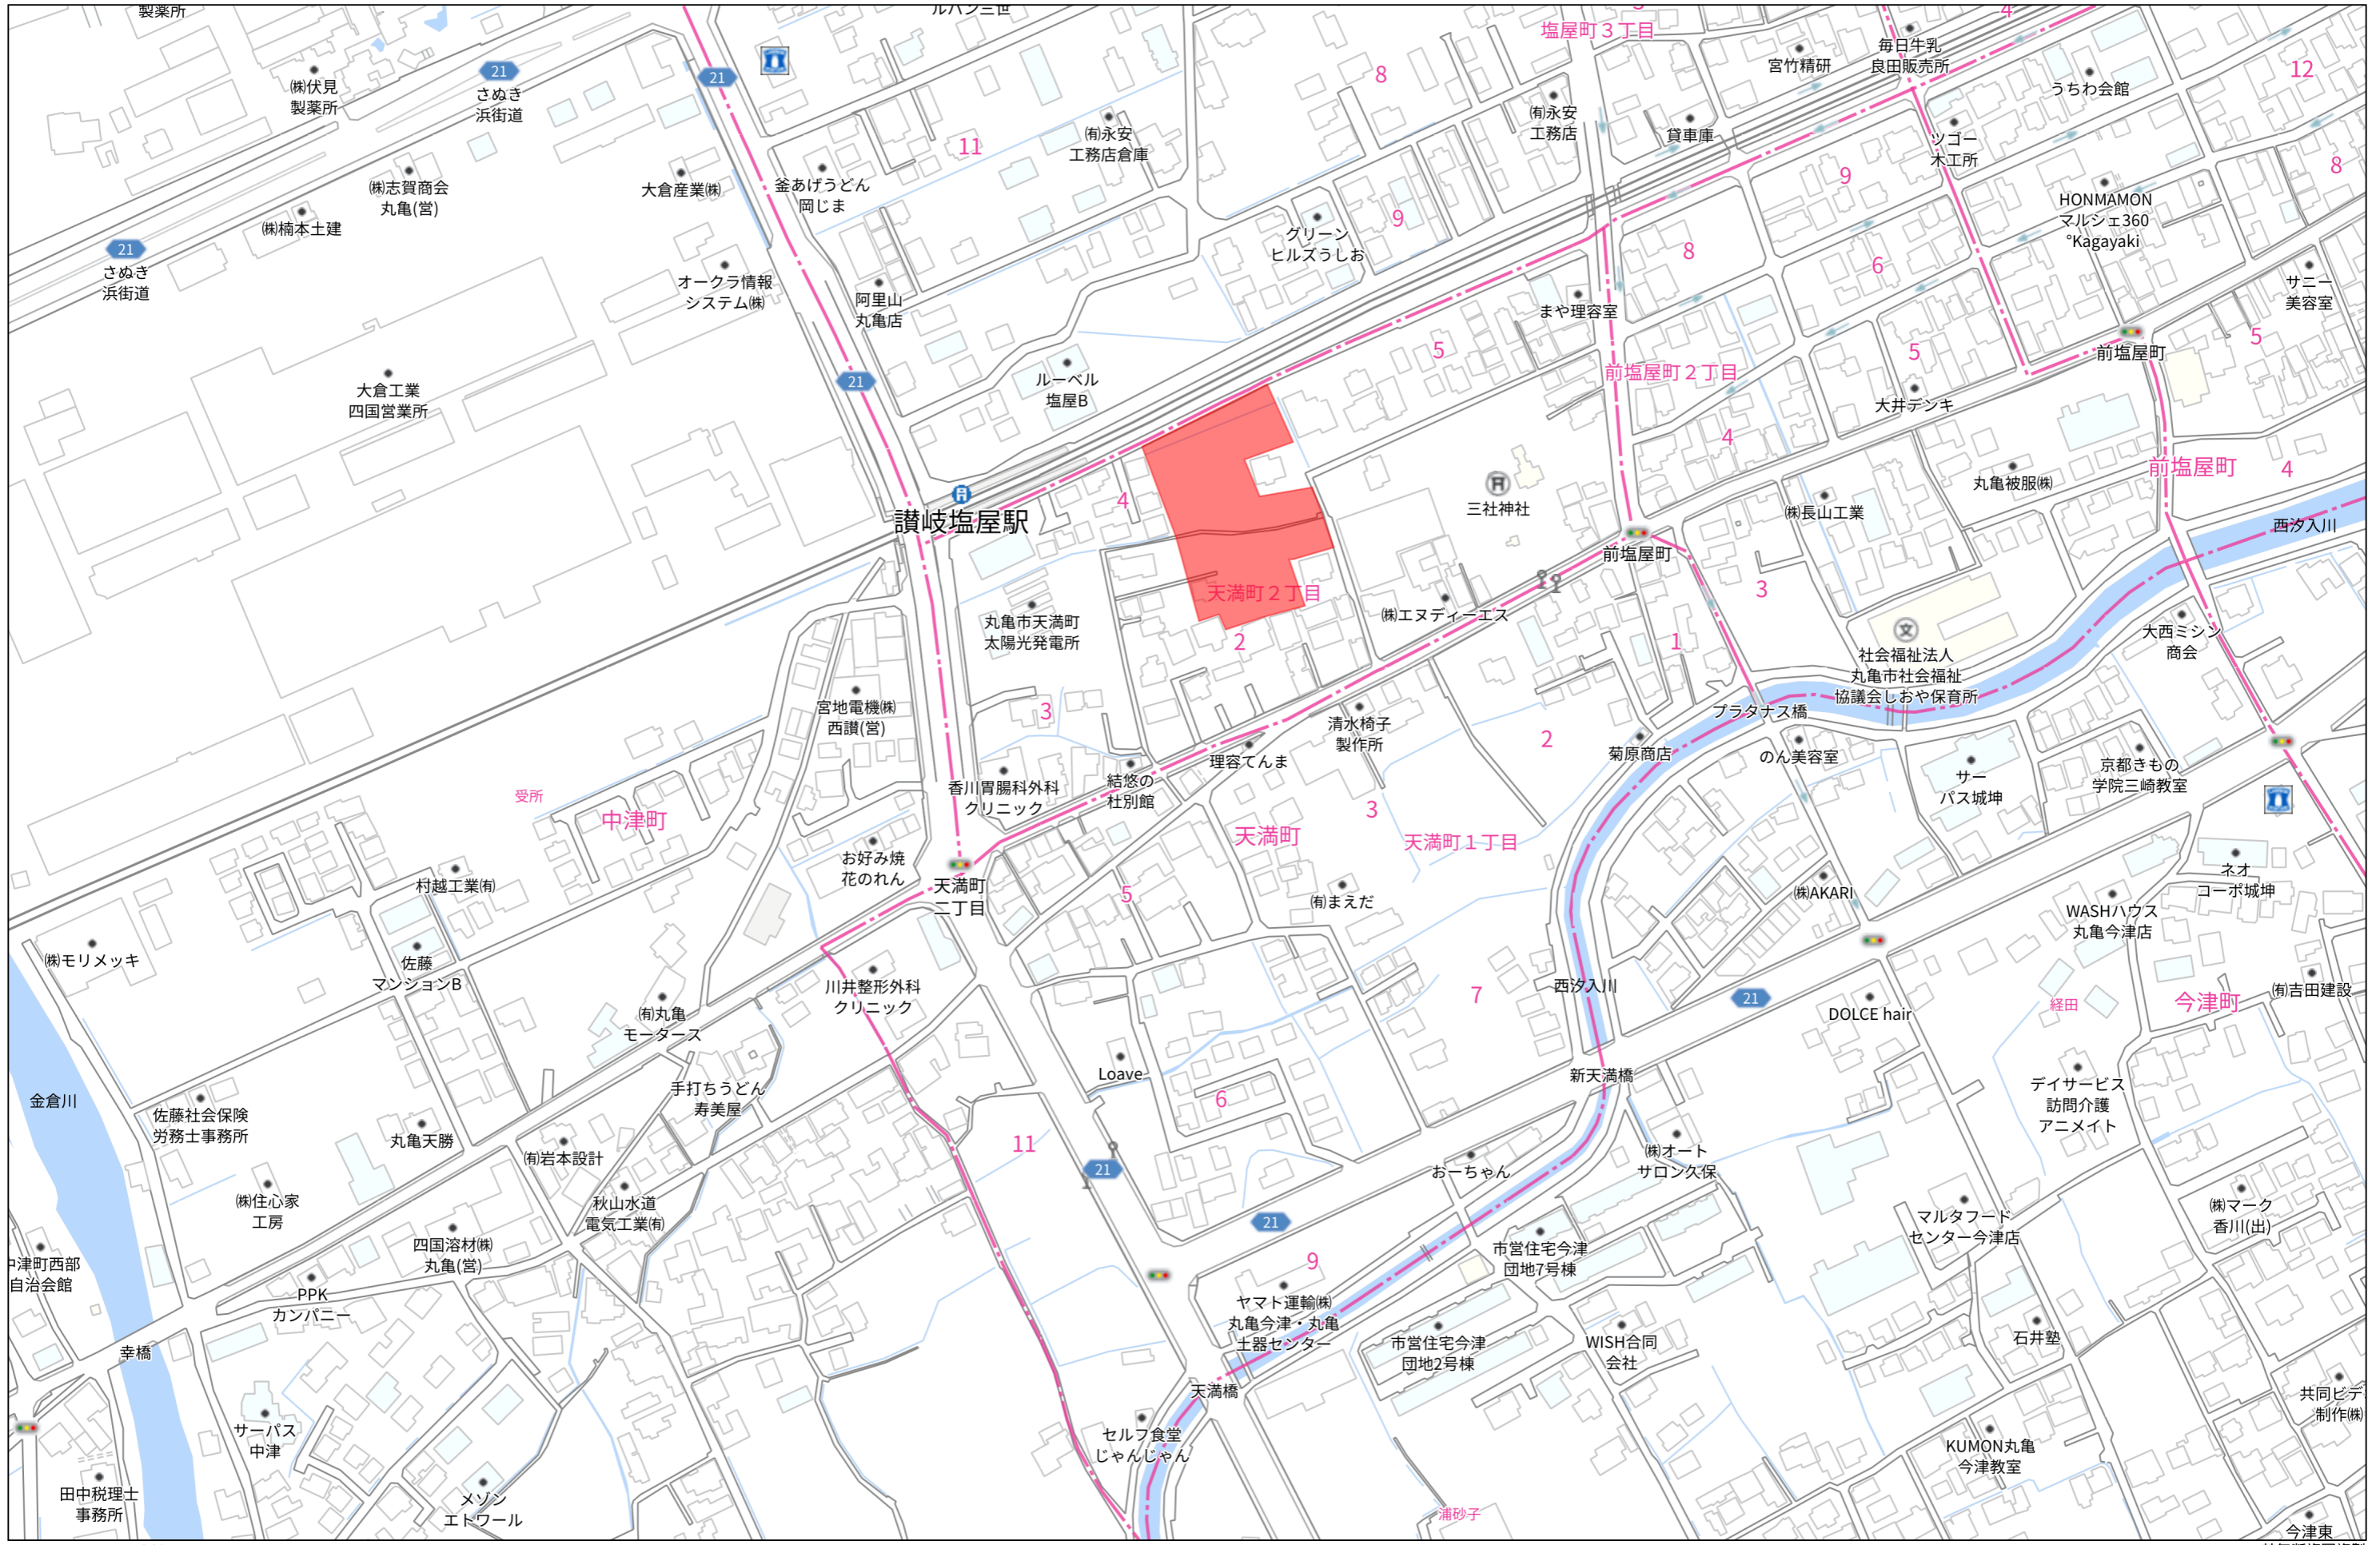 製薬所
ルパン三世
塩屋町３丁目
4
21
21
㈱伏見
製薬所
さぬき
浜街道
8
宮竹精研
毎日牛乳
良田販売所
うちわ会館
12
11
㈲永安
工務店倉庫
㈲永安
工務店
貸車庫
ツゴー
木工所
㈱志賀商会
丸亀(営)
大倉産業㈱
釜あげうどん
岡じま
9
8
㈱楠本土建
21
さぬき
浜街道
グリーン
ヒルズうしお
9
8
6
HONMAMON
マルシェ360
°Kagayaki
オークラ情報
システム㈱
阿里山
丸亀店
まや理容室
サニー
美容室
5
5
5
前塩屋町
前塩屋町２丁目
大倉工業
四国営業所
21
ルーベル
塩屋B
大井デンキ
4
前塩屋町
4
讃岐塩屋駅
4
三社神社
㈱長山工業
丸亀被服㈱
西汐入川
前塩屋町
天満町２丁目
㈱エヌディーエス
3
丸亀市天満町
太陽光発電所
2
1
社会福祉法人
丸亀市社会福祉
協議会しおや保育所
大西ミシン
商会
宮地電機㈱
西讃(営)
3
清水椅子
製作所
2
プラタナス橋
理容てんま
菊原商店
のん美容室
サー
パス城坤
京都きもの
学院三崎教室
受所
中津町
香川胃腸科外科
クリニック
結悠の
杜別館
天満町
3
天満町１丁目
お好み焼
花のれん
天満町
二丁目
村越工業㈲
5
㈲まえだ
㈱AKARI
ネオ
コーポ城坤
WASHハウス
丸亀今津店
㈱モリメッキ
佐藤
マンションB
川井整形外科
クリニック
西汐入川
7
21
㈲吉田建設
経田
今津町
㈲丸亀
モータース
DOLCE hair
Loave
新天満橋
金倉川
佐藤社会保険
労務士事務所
手打ちうどん
寿美屋
6
デイサービス
訪問介護
アニメイト
丸亀天勝
㈲岩本設計
11
21
おーちゃん
㈱オート
サロン久保
㈱住心家
工房
秋山水道
電気工業㈲
21
㈱マーク
香川(出)
マルタフード
センター今津店
中津町西部
自治会館
四国溶材㈱
丸亀(営)
9
市営住宅今津
団地7号棟
PPK
カンパニー
ヤマト運輸㈱
丸亀今津・丸亀
土器センター
市営住宅今津
団地2号棟
WISH合同
会社
石井塾
幸橋
天満橋
サーパス
中津
セルフ食堂
じゃんじゃん
共同ビデ
制作㈱
KUMON丸亀
今津教室
田中税理士
事務所
メゾン
エトワール
浦砂子
今津東